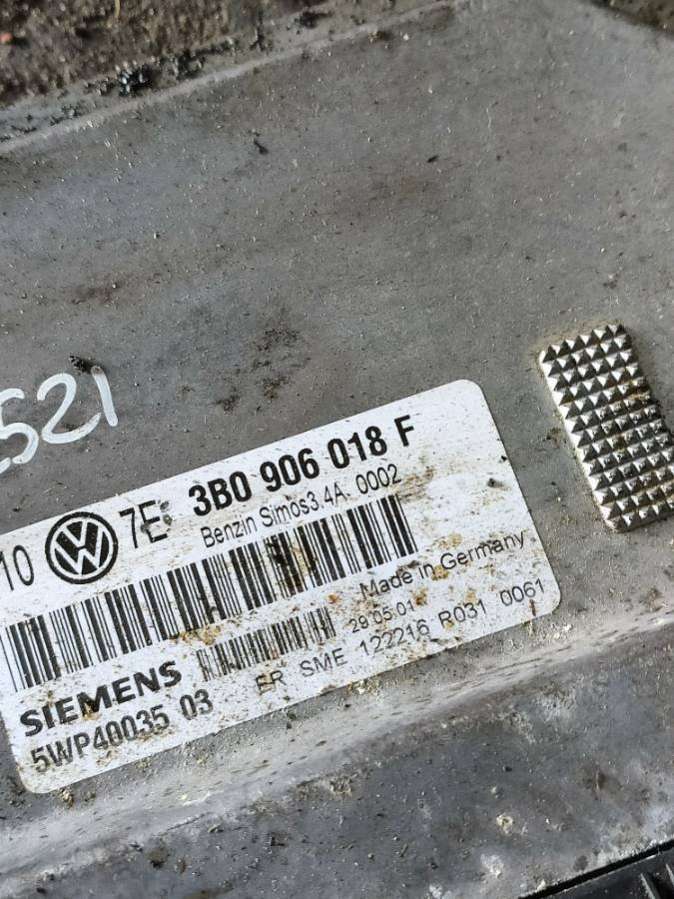 521
10 VW 7E 3B0 906 018 F
Benzin Simos3.4A 0002
Made in Germany
29.05.01
SIEMENS
ER SME 122216 R031 0061
5WP40035 03